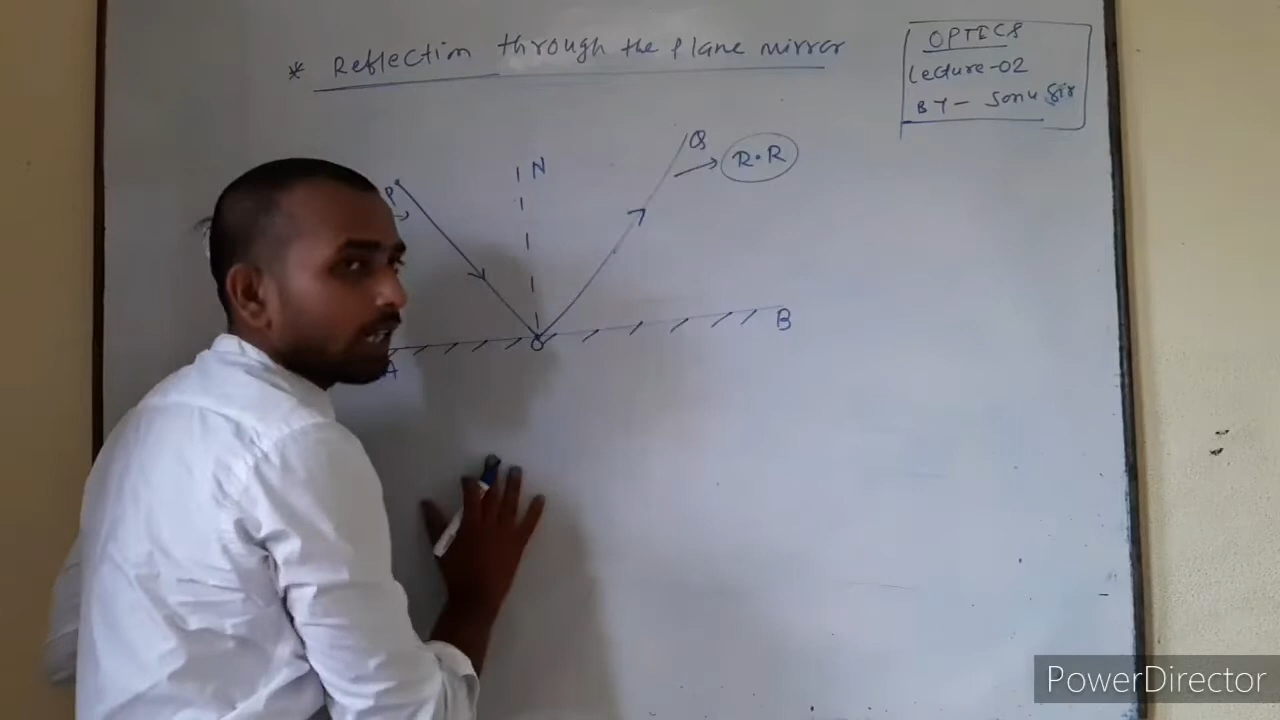 * Reflection through the plane mirror
OPTICS
Lecture-02
BY - Sonu Sir
P
N
Q
R.R
A
O
B
PowerDirector